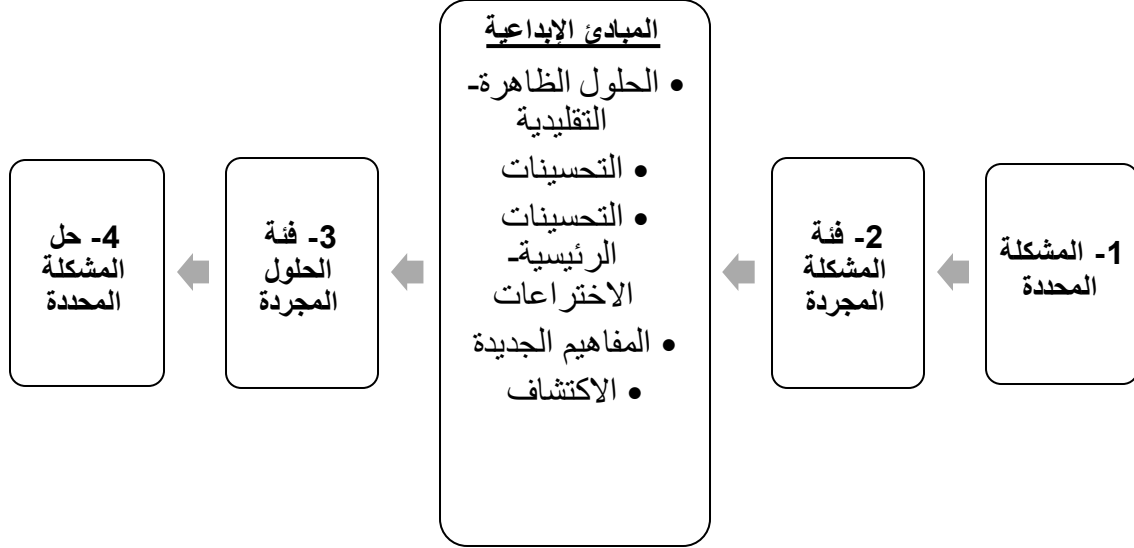 1- المشكلة
المحددة
2- فئة
المشكلة
المجردة
المبادئ الإبداعية
• الحلول الظاهرة-
التقليدية
• التحسينات
• التحسينات
الرئيسية-
الاختراعات
• المفاهيم الجديدة
• الاكتشاف
3- فئة
الحلول
المجردة
4- حل
المشكلة
المحددة